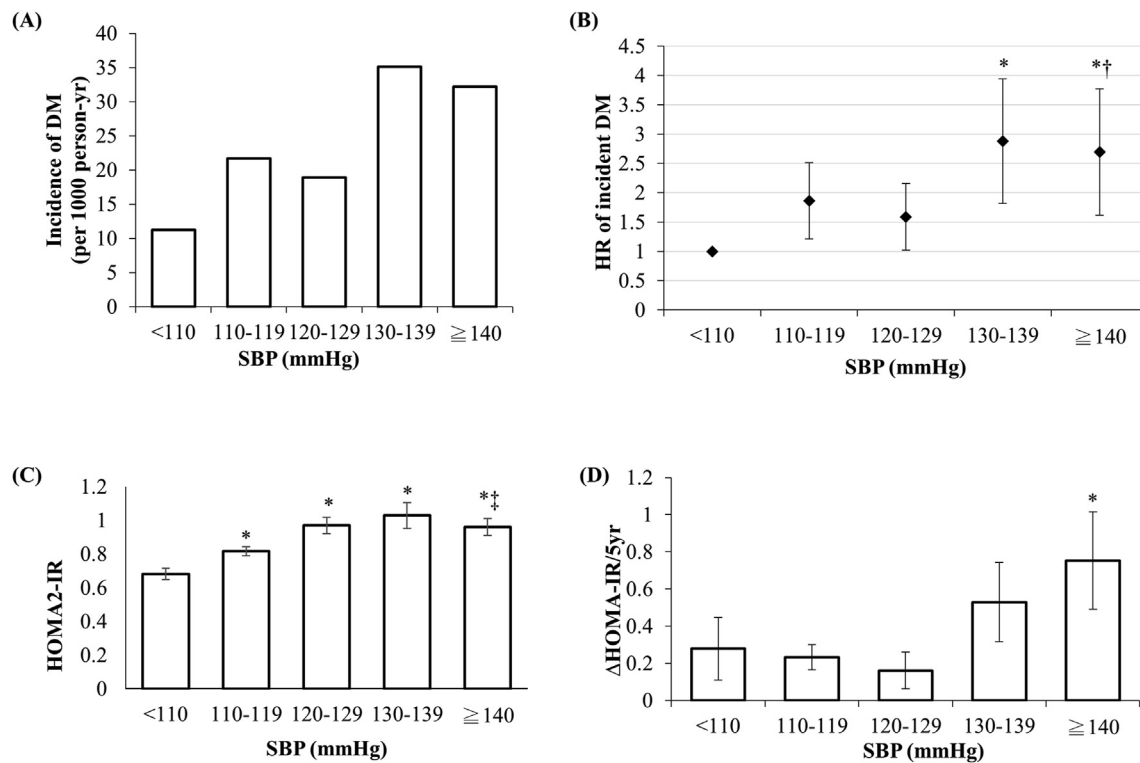 (A)
Incidence of DM
(per 1000 person-yr)
40
35
30
25
20
15
10
5
0
<110 110-119 120-129 130-139 ≧140
SBP (mmHg)
(B)
HR of incident DM
4.5
4
3.5
3
2.5
2
1.5
1
0.5
0
* *†
<110 110-119 120-129 130-139 ≧140
SBP (mmHg)
(C)
HOMA2-IR
1.2
1
0.8
0.6
0.4
0.2
0
* * * *‡
<110 110-119 120-129 130-139 ≧140
SBP (mmHg)
(D)
ΔHOMA-IR/5yr
1.2
1
0.8
0.6
0.4
0.2
0
*
<110 110-119 120-129 130-139 ≧140
SBP (mmHg)